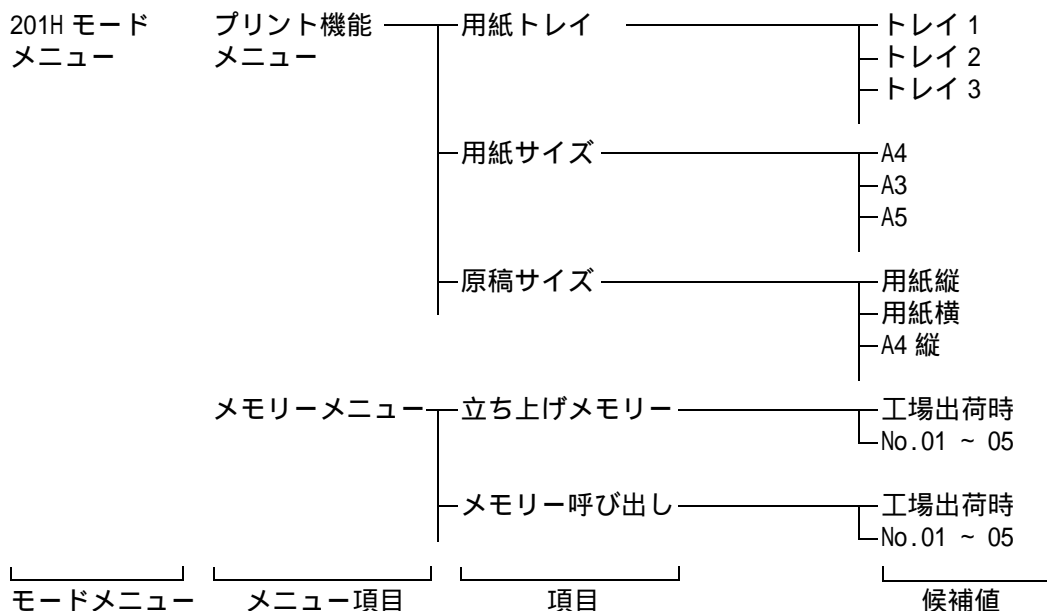 201H モード プリント機能 用紙トレイ トレイ 1
メニュー メニュー トレイ 2
トレイ 3
用紙サイズ A4
A3
A5
原稿サイズ 用紙縦
用紙横
A4 縦
メモリーメニュー 立ち上げメモリー 工場出荷時
No.01 ~ 05
メモリー呼び出し 工場出荷時
No.01 ~ 05
モードメニュー メニュー項目 項目 候補値